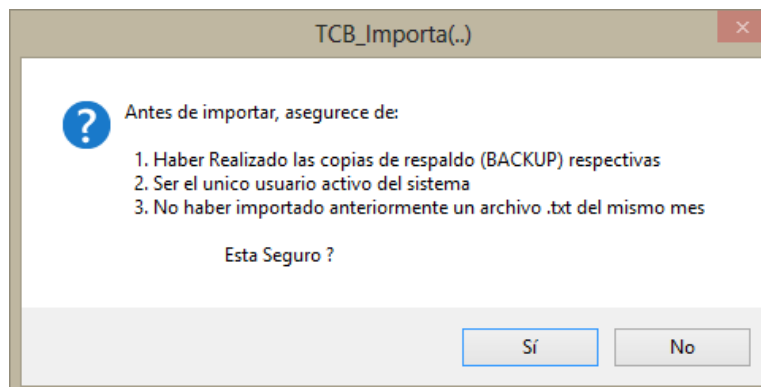 TCB_Importa(..)
Antes de importar, asegurece de:
1. Haber Realizado las copias de respaldo (BACKUP) respectivas
2. Ser el unico usuario activo del sistema
3. No haber importado anteriormente un archivo .txt del mismo mes
Esta Seguro ?
Sí
No